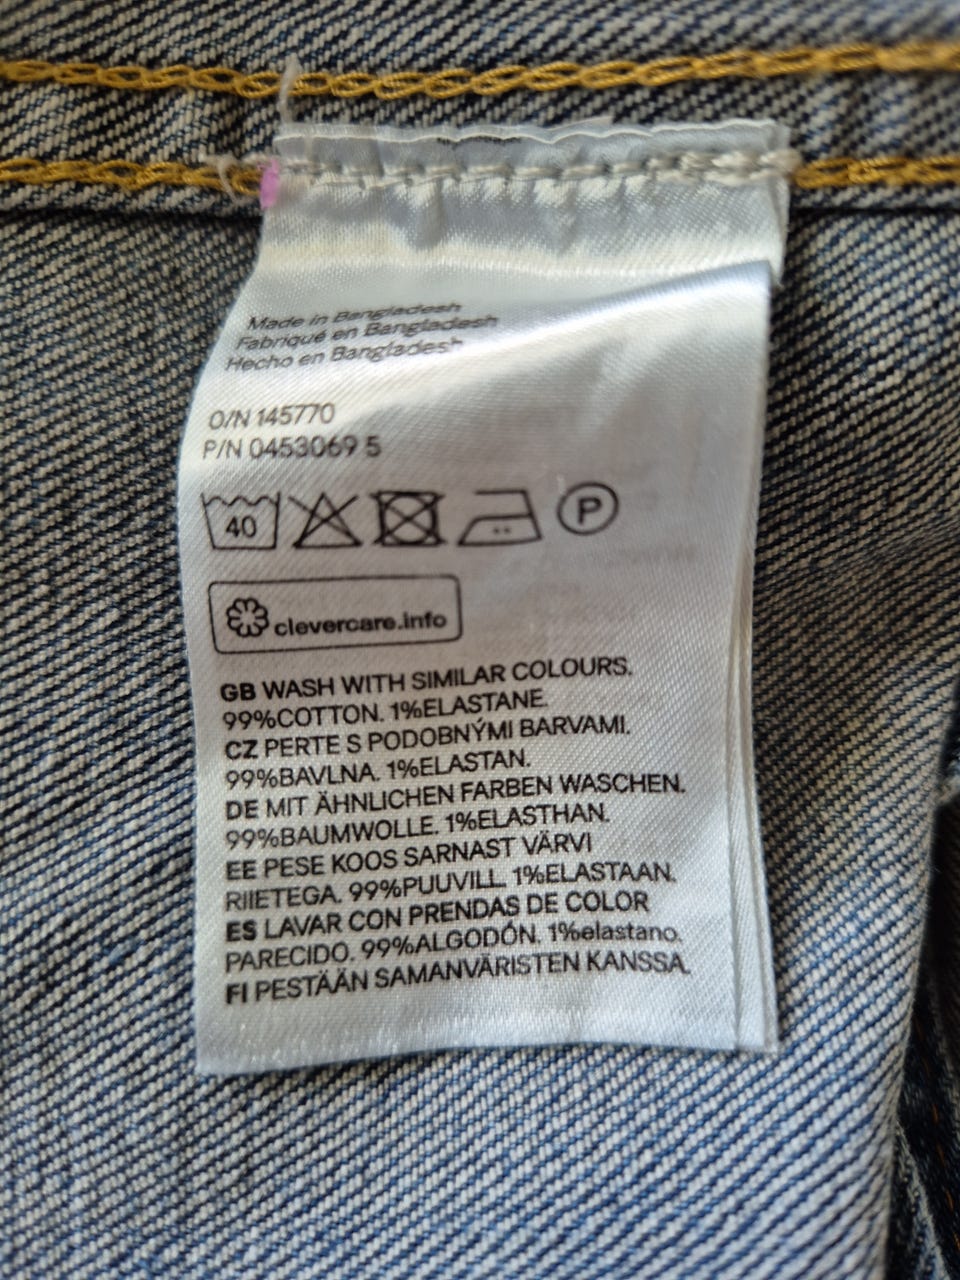 Made in Bangladesh
Fabriqué en Bangladesh
Hecho en Bangladesh
O/N 145770
P/N 0453069 5
40
P
clevercare.info
GB WASH WITH SIMILAR COLOURS.
99%COTTON. 1%ELASTANE.
CZ PERTE S PODOBNÝMI BARVAMI.
99%BAVLNA. 1%ELASTAN.
DE MIT ÄHNLICHEN FARBEN WASCHEN.
99%BAUMWOLLE. 1%ELASTHAN.
EE PESE KOOS SARNAST VÄRVI
RIIETEGA. 99%PUUVILL. 1%ELASTAAN.
ES LAVAR CON PRENDAS DE COLOR
PARECIDO. 99%ALGODÓN. 1%elastano.
FI PESTÄÄN SAMANVÄRISTEN KANSSA.